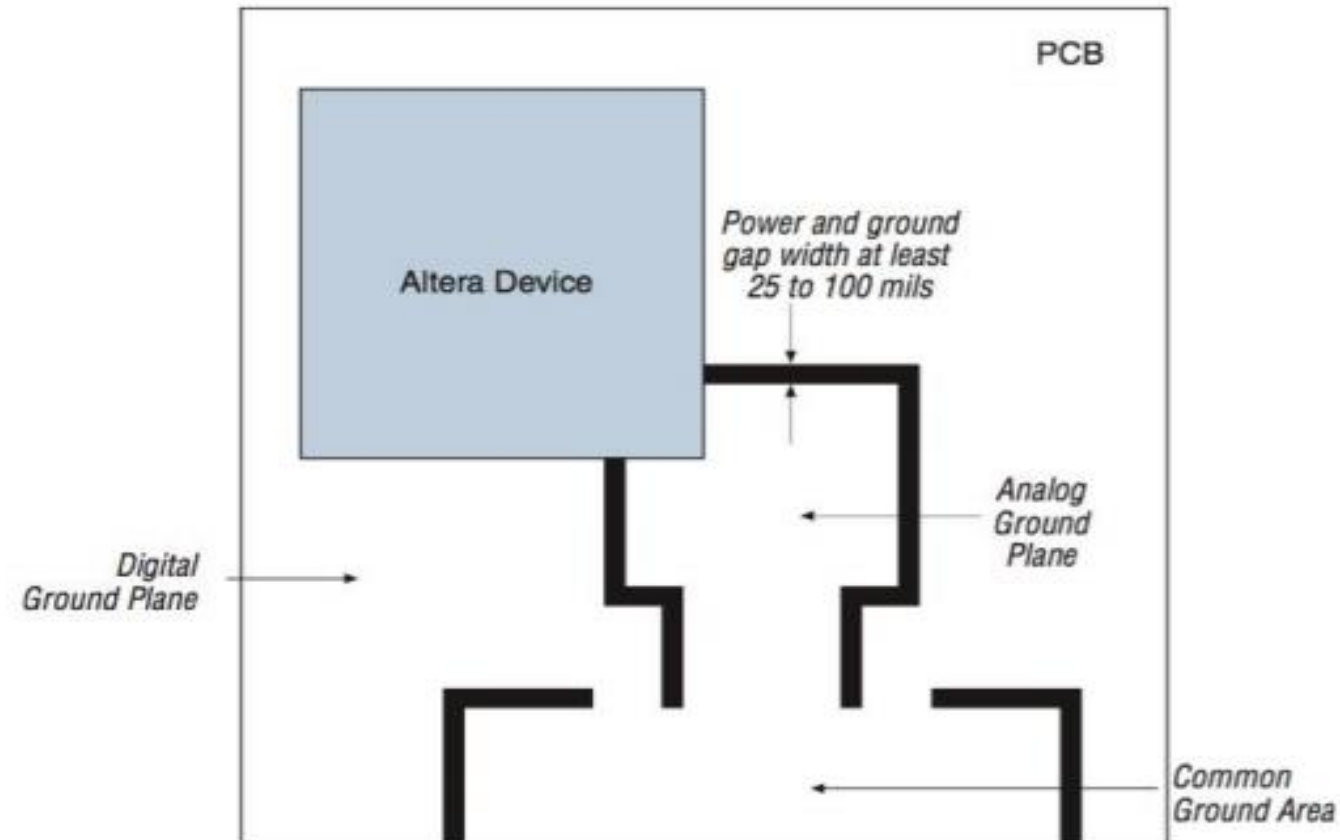 PCB
Power and ground
gap width at least
25 to 100 mils
Altera Device
Analog
Ground
Plane
Digital
Ground Plane
Common
Ground Area